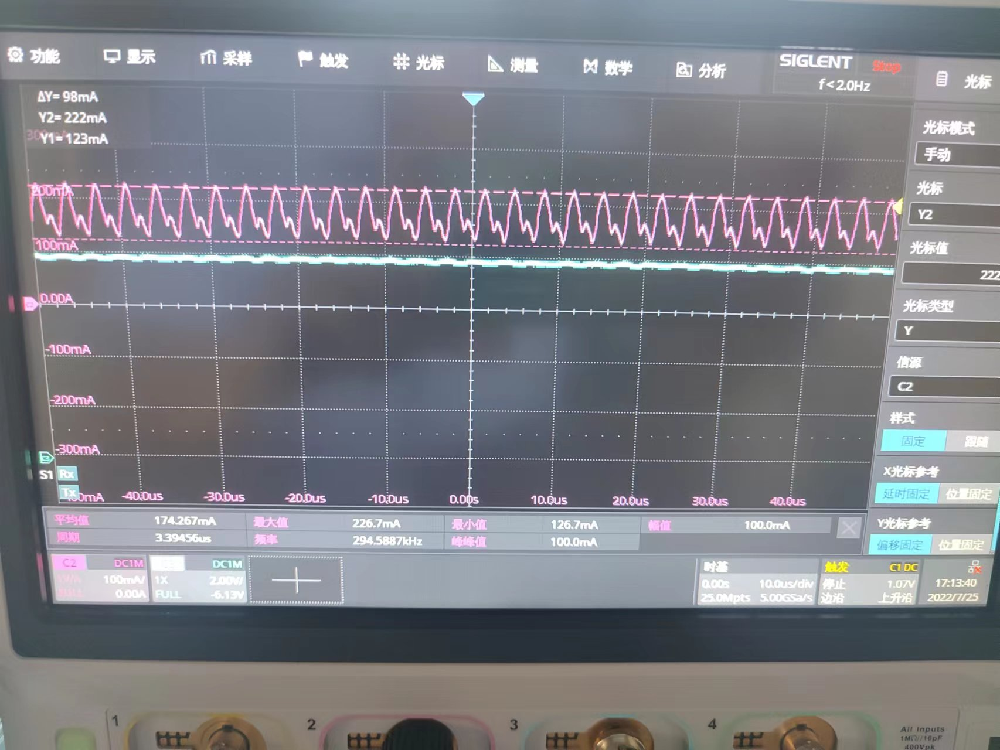 功能 显示 采样 触发 光标 测量 数学 分析
SIGLENT Stop
f < 2.0Hz
光标
ΔY= 98mA
Y2= 222mA
Y1= 123mA
200mA
100mA
0.00A
-100mA
-200mA
-300mA
S1 Rx
Tx
-40.0us -30.0us -20.0us -10.0us 0.00s 10.0us 20.0us 30.0us 40.0us
光标模式
手动
光标
Y2
光标值
222
光标类型
Y
信源
C2
样式
固定 跟随
X光标参考
延时固定 位置固定
Y光标参考
偏移固定 位置固定
平均值 174.267mA 最大值 226.7mA 最小值 126.7mA 幅值 100.0mA
周期 3.39456us 频率 294.5887kHz 峰峰值 100.0mA
C2 DC1M
100mA/
0.00A
DC1M
1X 2.00V/
FULL -6.13V
时基
0.00s 10.0us/div
25.0Mpts 5.00GSa/s
触发 C1 DC
停止 1.07V
边沿 上升沿
17:13:40
2022/7/25
1 2 3 4
All Inputs
1MΩ//16pF
400Vpk